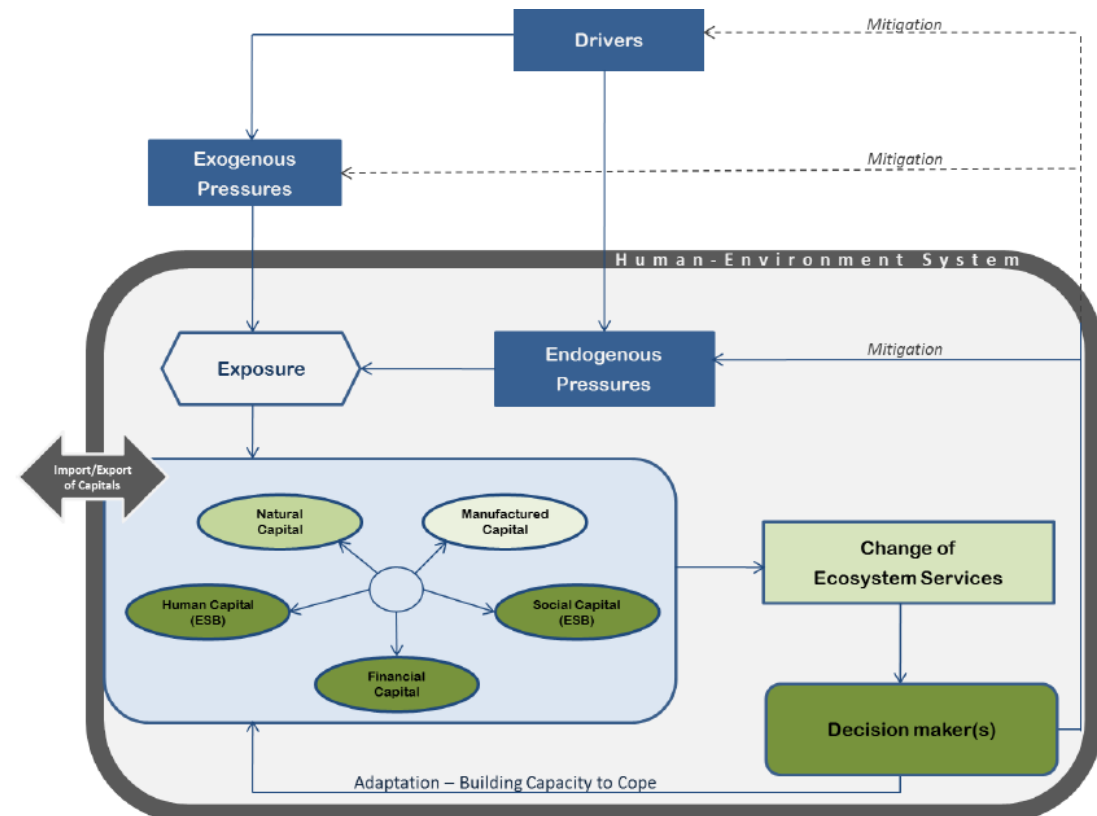 Drivers
Mitigation
Exogenous
Pressures
Mitigation
Human-Environment System
Exposure
Endogenous
Pressures
Mitigation
Import/Export
of Capitals
Natural
Capital
Manufactured
Capital
Change of
Ecosystem Services
Human Capital
(ESB)
Social Capital
(ESB)
Financial
Capital
Decision maker(s)
Adaptation – Building Capacity to Cope